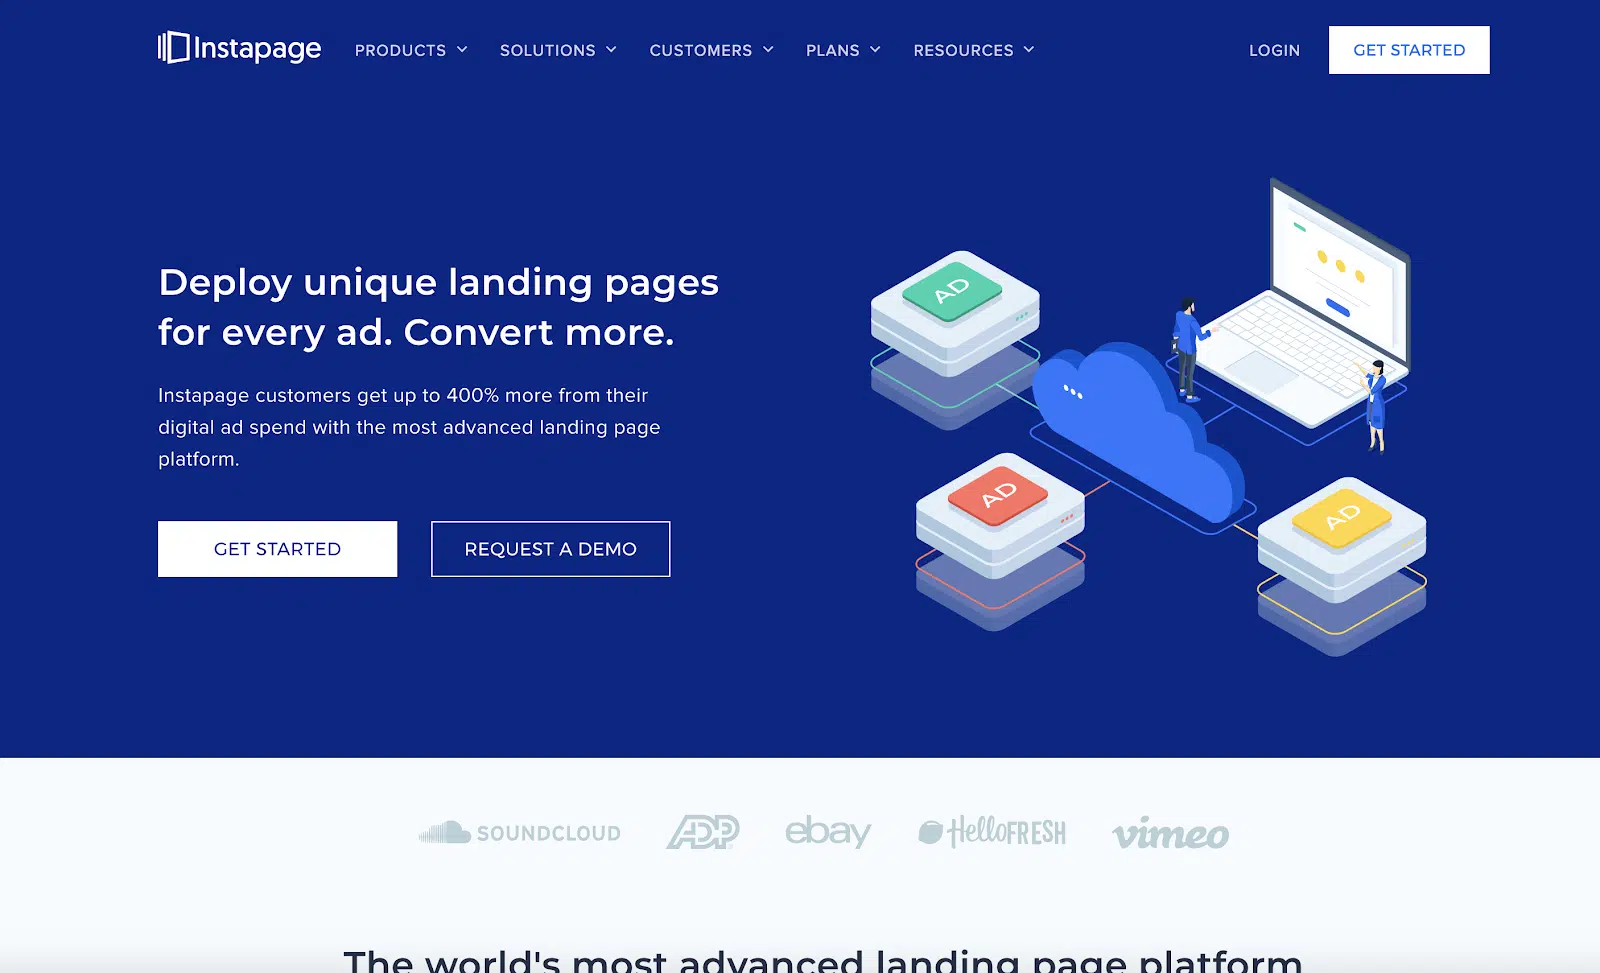 Instapage
PRODUCTS
SOLUTIONS
CUSTOMERS
PLANS
RESOURCES
LOGIN
GET STARTED
Deploy unique landing pages
for every ad. Convert more.
Instapage customers get up to 400% more from their
digital ad spend with the most advanced landing page
platform.
GET STARTED
REQUEST A DEMO
AD
AD
AD
SOUNDCLOUD
ADP
ebay
HelloFRESH
vimeo
The world's most advanced landing page platform